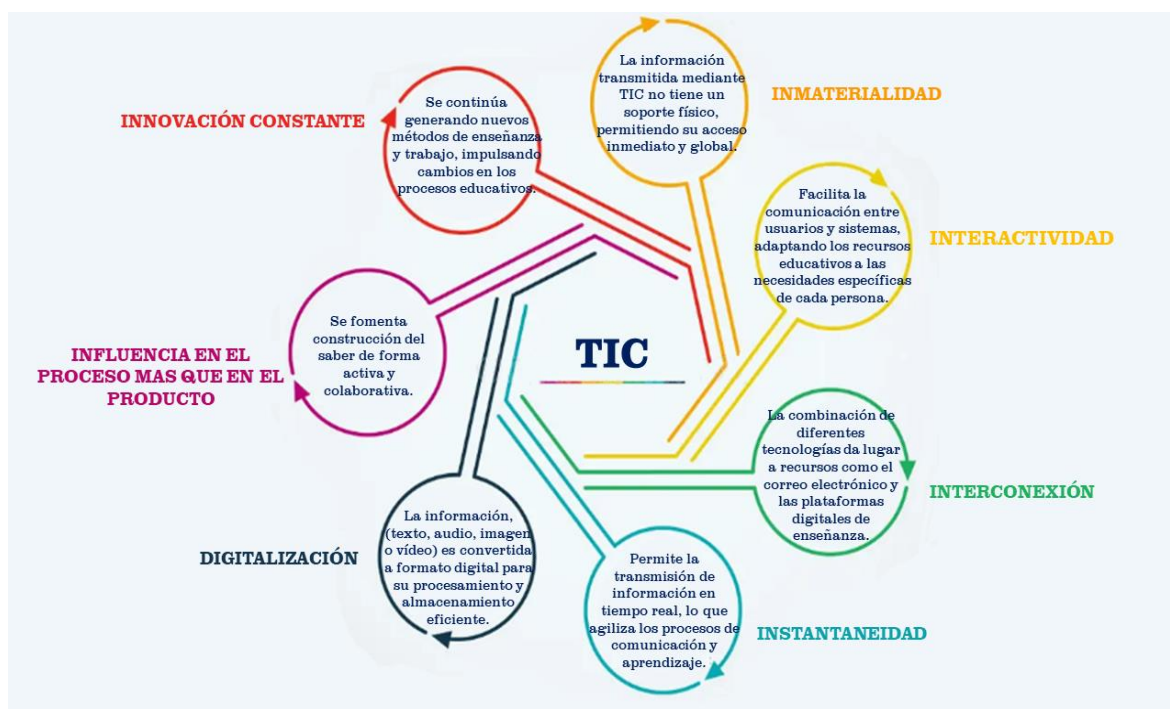 TIC
INMATERIALIDAD
La información
transmitida mediante
TIC no tiene un
soporte físico,
permitiendo su acceso
inmediato y global.
INTERACTIVIDAD
Facilita la
comunicación entre
usuarios y sistemas,
adaptando los recursos
educativos a las
necesidades específicas
de cada persona.
INTERCONEXIÓN
La combinación de
diferentes
tecnologías da lugar
a recursos como el
correo electrónico y
las plataformas
digitales de
enseñanza.
INSTANTANEIDAD
Permite la
transmisión de
información en
tiempo real, lo que
agiliza los procesos de
comunicación y
aprendizaje.
DIGITALIZACIÓN
La información,
(texto, audio, imagen
o vídeo) es convertida
a formato digital para
su procesamiento y
almacenamiento
eficiente.
INFLUENCIA EN EL
PROCESO MAS QUE EN EL
PRODUCTO
Se fomenta
construcción del
saber de forma
activa y
colaborativa.
INNOVACIÓN CONSTANTE
Se continúa
generando nuevos
métodos de enseñanza
y trabajo, impulsando
cambios en los
procesos educativos.